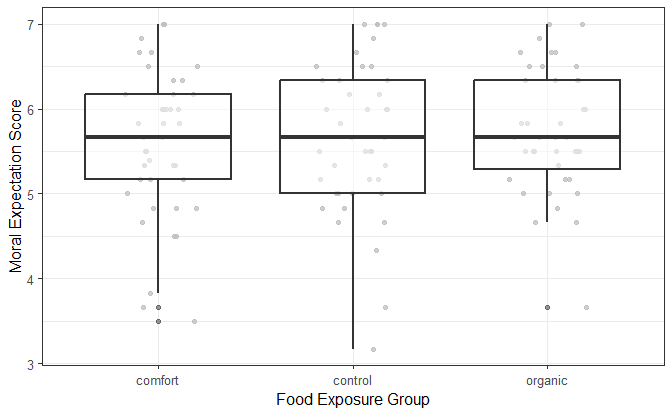 Moral Expectation Score
7
6
5
4
3
comfort
control
organic
Food Exposure Group